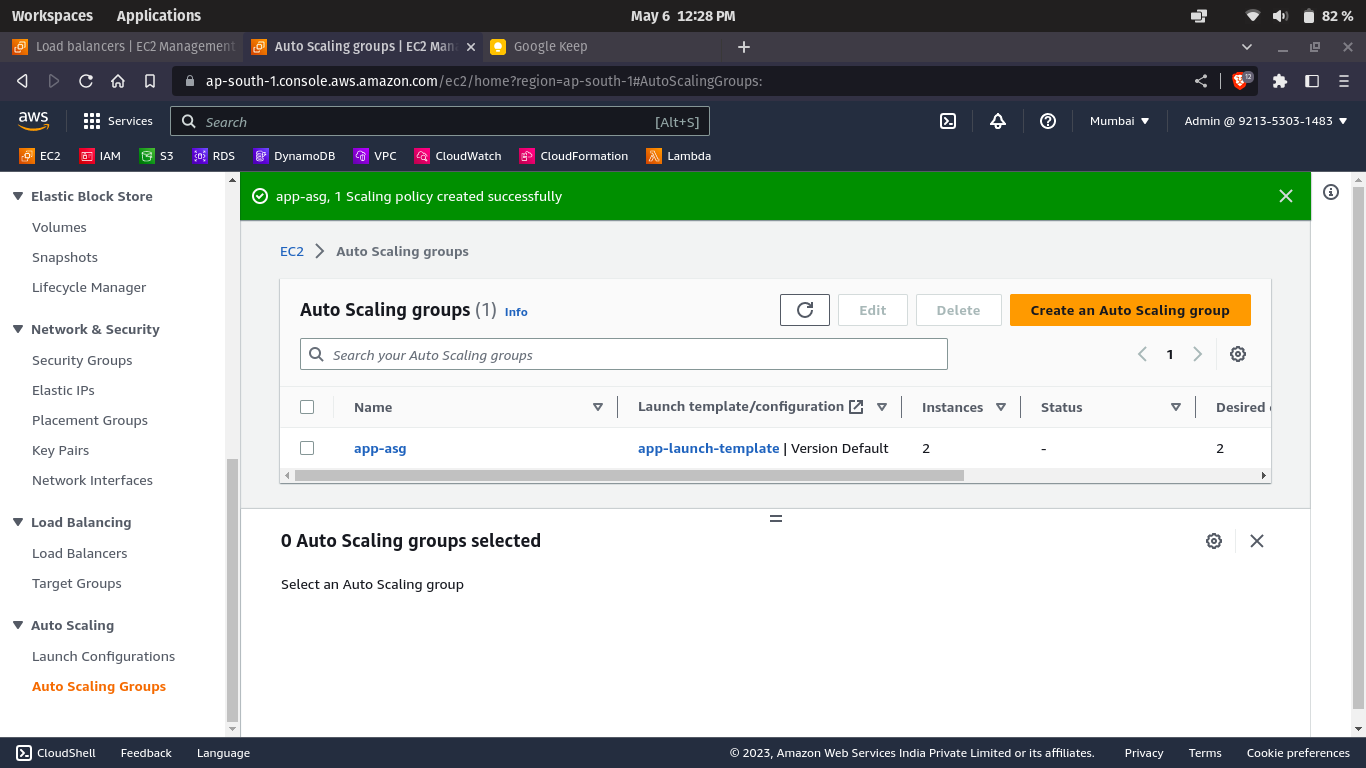 Workspaces Applications May 6 12:28 PM 82 %
Load balancers | EC2 Management Auto Scaling groups | EC2 Man Google Keep
ap-south-1.console.aws.amazon.com/ec2/home?region=ap-south-1#AutoScalingGroups: 12
aws Services Search [Alt+S] Mumbai Admin @ 9213-5303-1483
EC2 IAM S3 RDS DynamoDB VPC CloudWatch CloudFormation Lambda
Elastic Block Store
Volumes
Snapshots
Lifecycle Manager
Network & Security
Security Groups
Elastic IPs
Placement Groups
Key Pairs
Network Interfaces
Load Balancing
Load Balancers
Target Groups
Auto Scaling
Launch Configurations
Auto Scaling Groups
app-asg, 1 Scaling policy created successfully
EC2 Auto Scaling groups
Auto Scaling groups (1) Info Edit Delete Create an Auto Scaling group
Search your Auto Scaling groups 1
Name Launch template/configuration Instances Status Desired
app-asg app-launch-template | Version Default 2 - 2
0 Auto Scaling groups selected
Select an Auto Scaling group
CloudShell Feedback Language © 2023, Amazon Web Services India Private Limited or its affiliates. Privacy Terms Cookie preferences